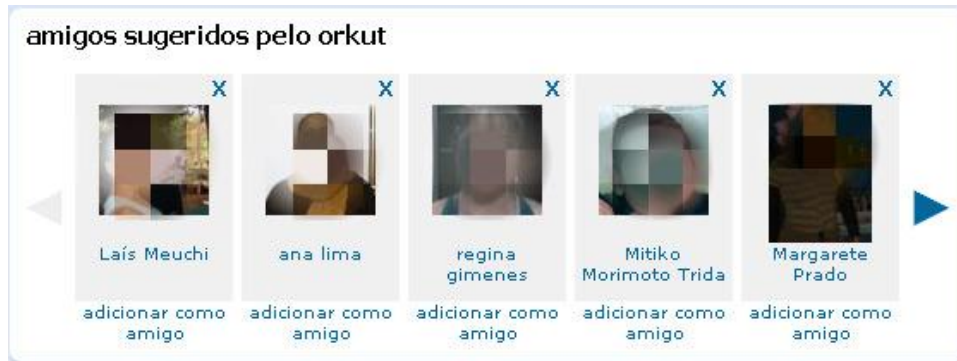 amigos sugeridos pelo orkut
X X X X X
Laís Meuchi
ana lima
regina
gimenes
Mitiko
Morimoto Trida
Margarete
Prado
adicionar como
amigo
adicionar como
amigo
adicionar como
amigo
adicionar como
amigo
adicionar como
amigo